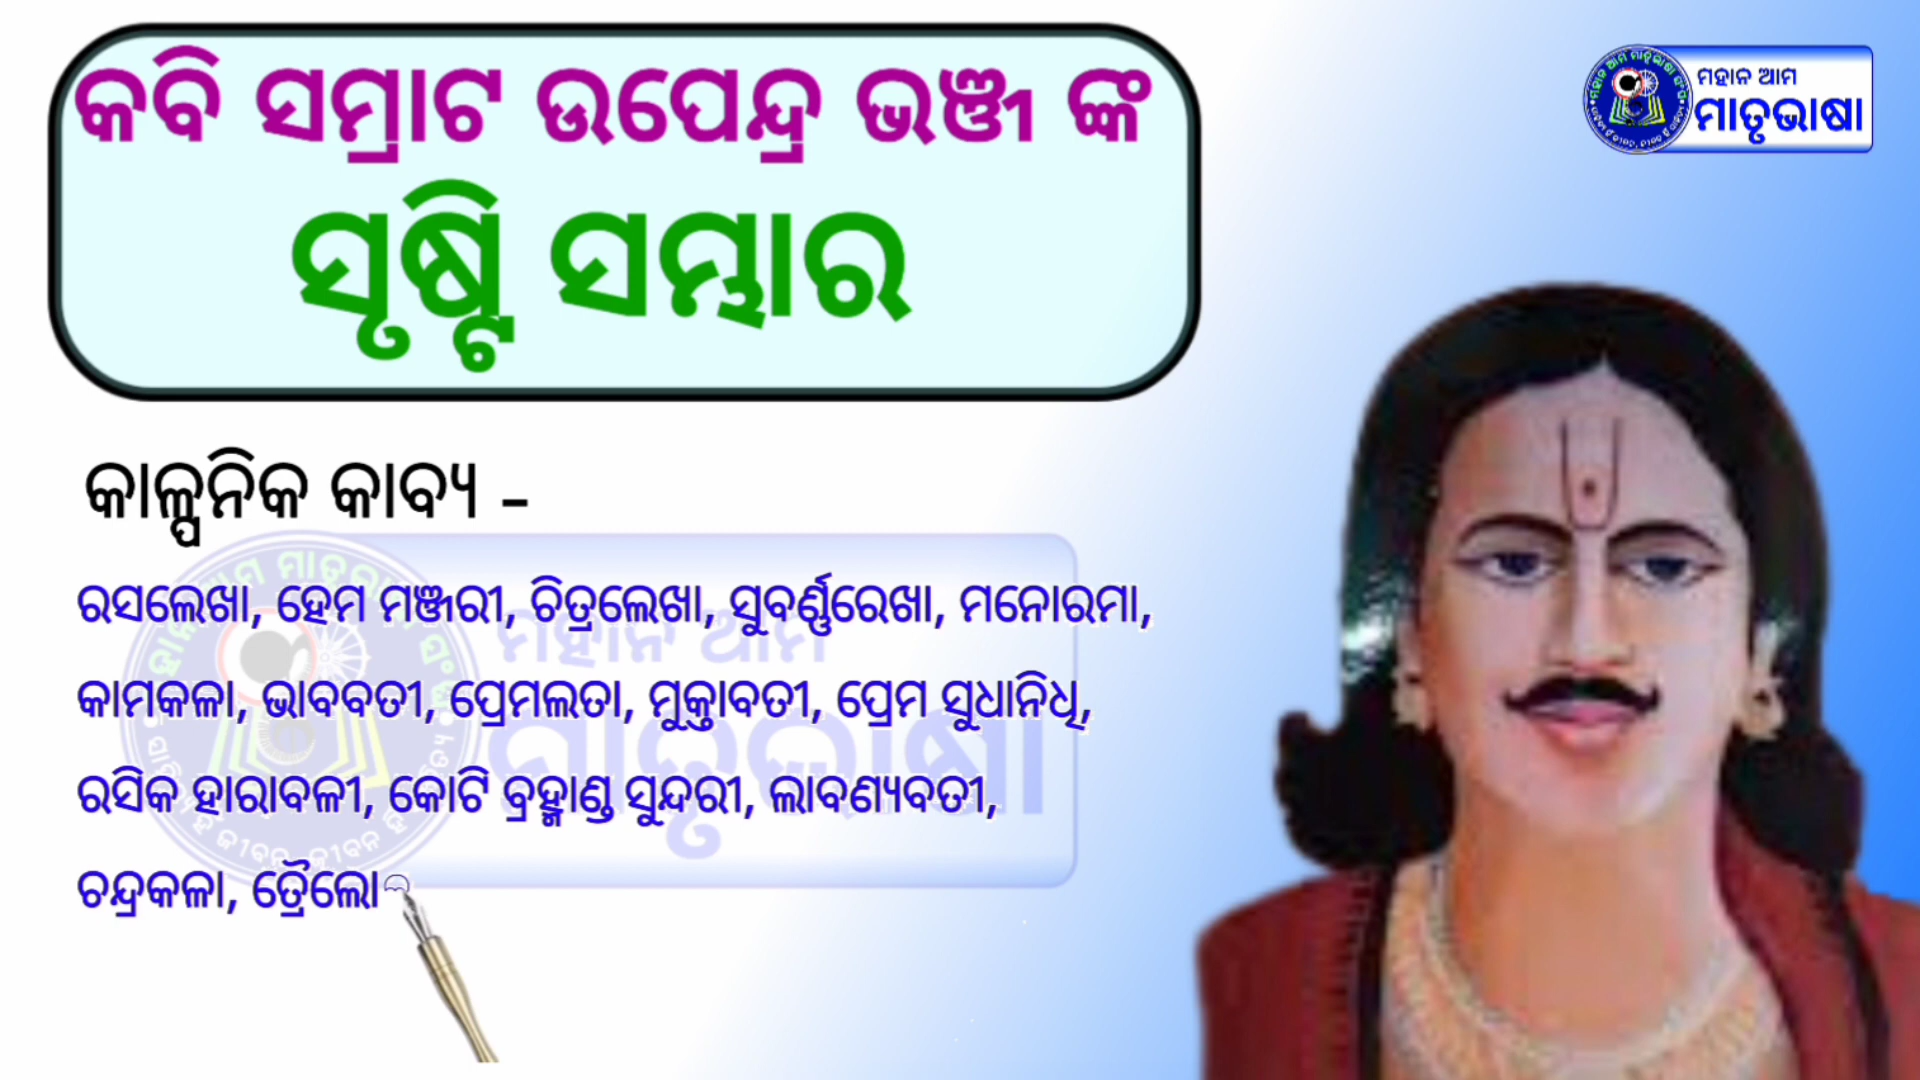 କବି ସମ୍ରାଟ ଉପେନ୍ଦ୍ର ଭଞ୍ଜ ଙ୍କ
ସୃଷ୍ଟି ସମ୍ଭାର
ମହାନ ଆମ
ମାତୃଭାଷା
କାଳ୍ପନିକ କାବ୍ୟ –
ରସଲେଖା, ହେମ ମଞ୍ଜରୀ, ଚିତ୍ରଲେଖା, ସୁବର୍ଣ୍ଣରେଖା, ମନୋରମା,
କାମକଳା, ଭାବବତୀ, ପ୍ରେମଲତା, ମୁକ୍ତାବତୀ, ପ୍ରେମ ସୁଧାନିଧି,
ରସିକ ହାରାବଳୀ, କୋଟି ବ୍ରହ୍ମାଣ୍ଡ ସୁନ୍ଦରୀ, ଲାବଣ୍ୟବତୀ,
ଚନ୍ଦ୍ରକଳା, ତ୍ରୈଲୋ